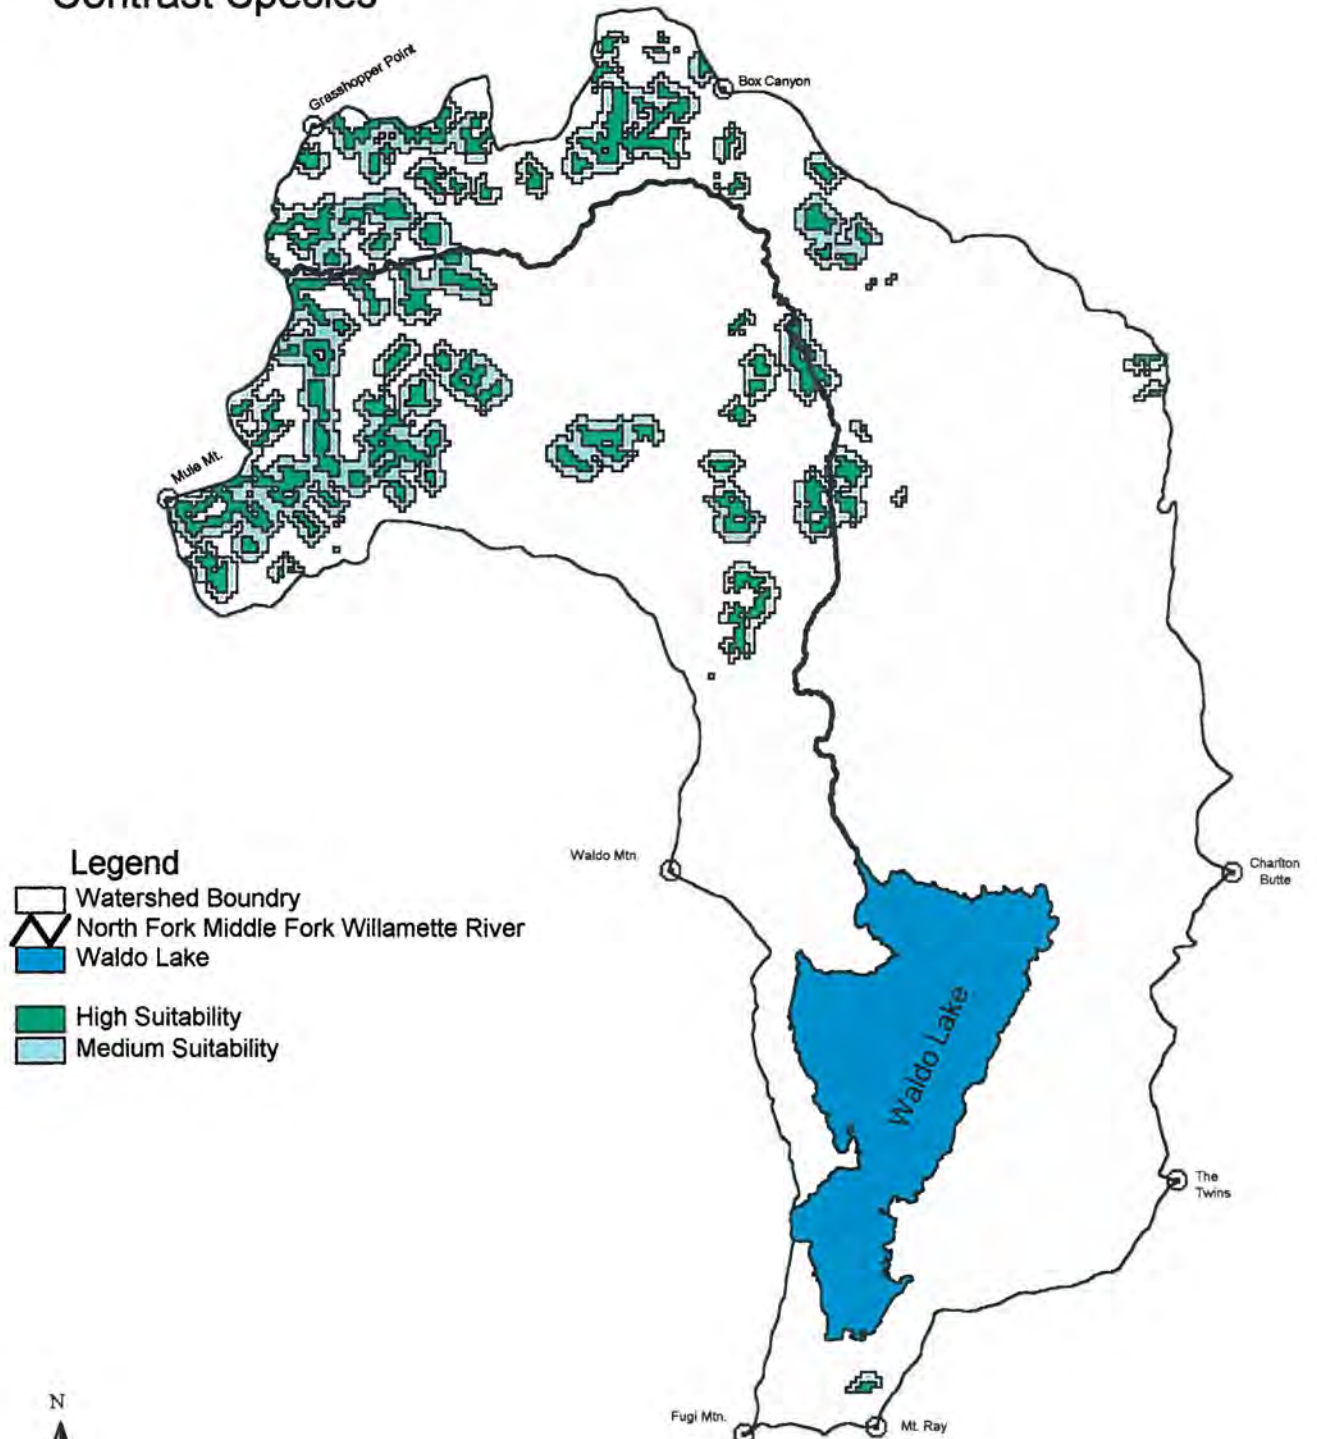 Contrast Species
Grasshopper Point
Box Canyon
Mule Mt.
Waldo Mtn.
Charlton
Butte
Legend
Watershed Boundry
North Fork Middle Fork Willamette River
Waldo Lake
High Suitability
Medium Suitability
Waldo Lake
The
Twins
N
Fugi Mtn.
Mt. Ray